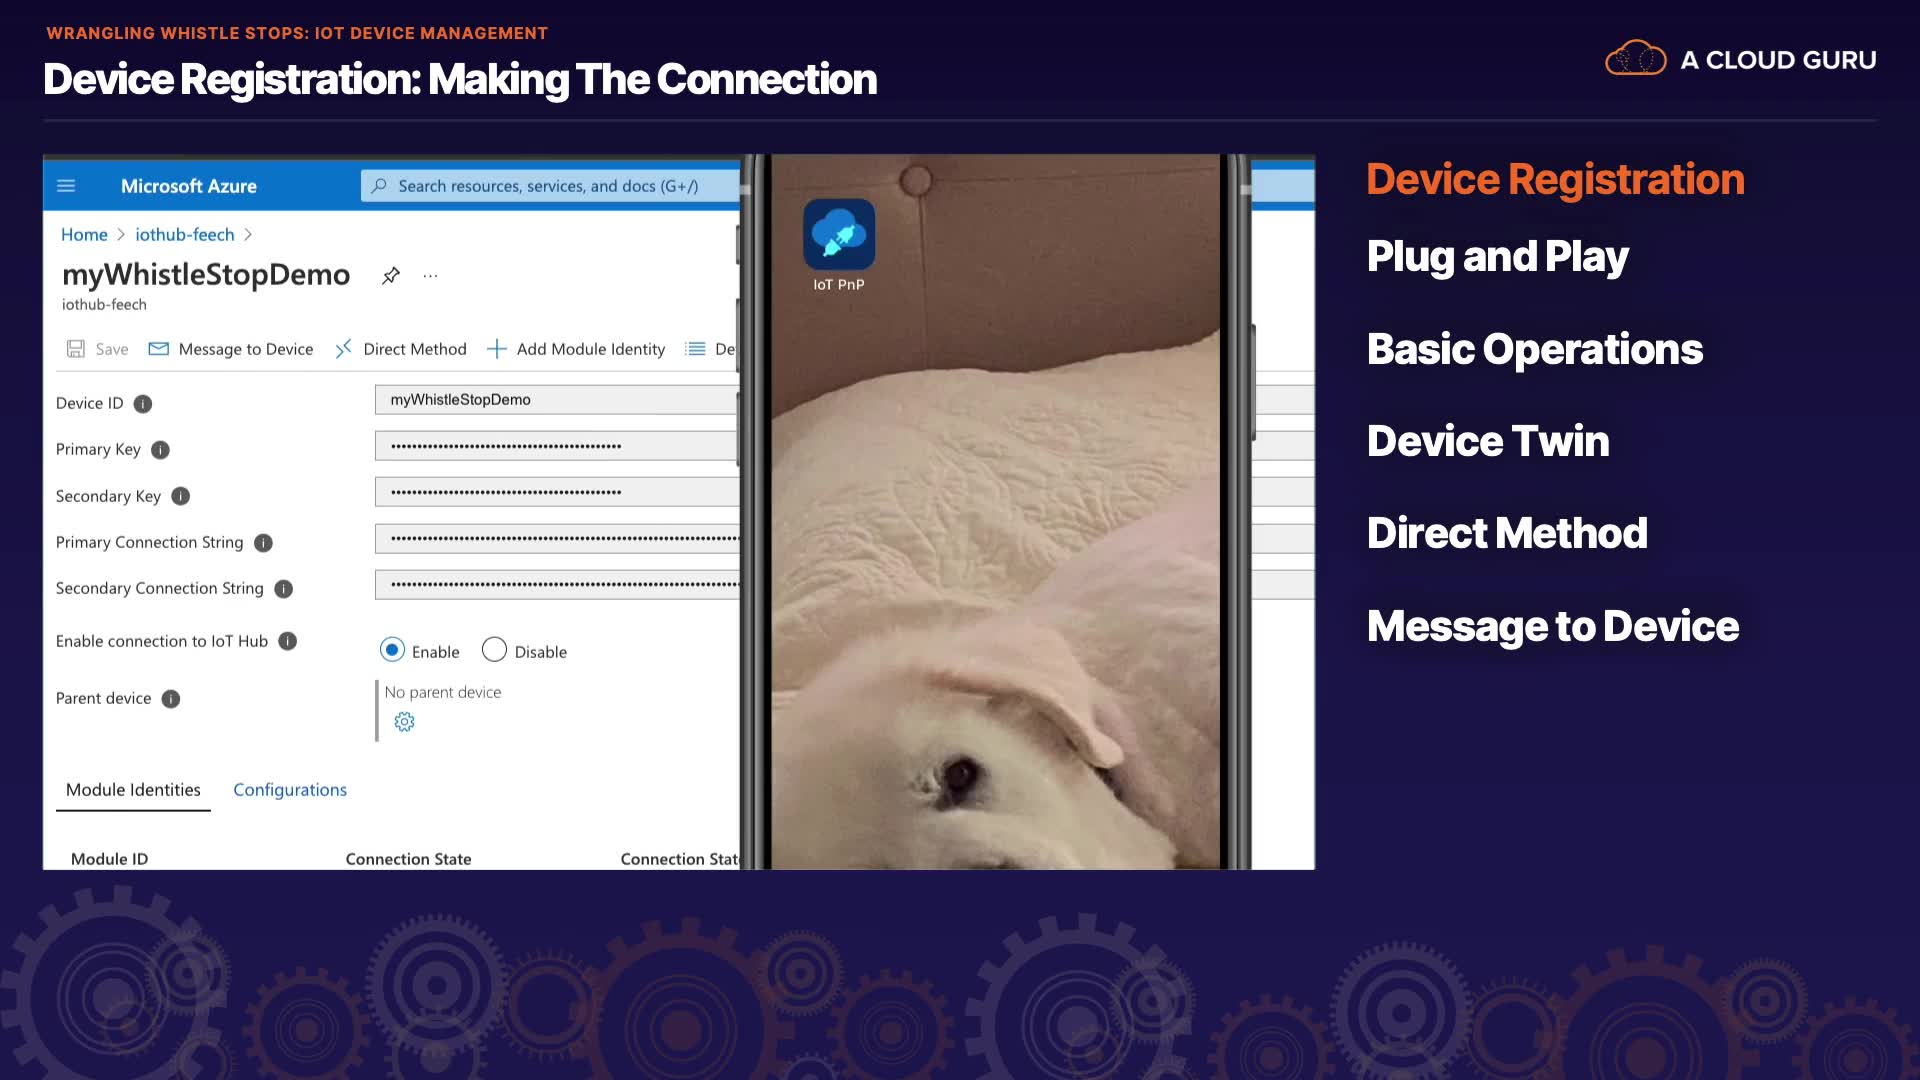 WRANGLING WHISTLE STOPS: IOT DEVICE MANAGEMENT
Device Registration: Making The Connection
A CLOUD GURU
Microsoft Azure
Search resources, services, and docs (G+/)
Home > iothub-feech >
myWhistleStopDemo
...
iothub-feech
Save
Message to Device
Direct Method
Add Module Identity
De
Device ID
myWhistleStopDemo
Primary Key
Secondary Key
Primary Connection String
Secondary Connection String
Enable connection to IoT Hub
Enable
Disable
Parent device
No parent device
Module Identities
Configurations
Module ID
Connection State
Connection Stat
IoT PnP
Device Registration
Plug and Play
Basic Operations
Device Twin
Direct Method
Message to Device